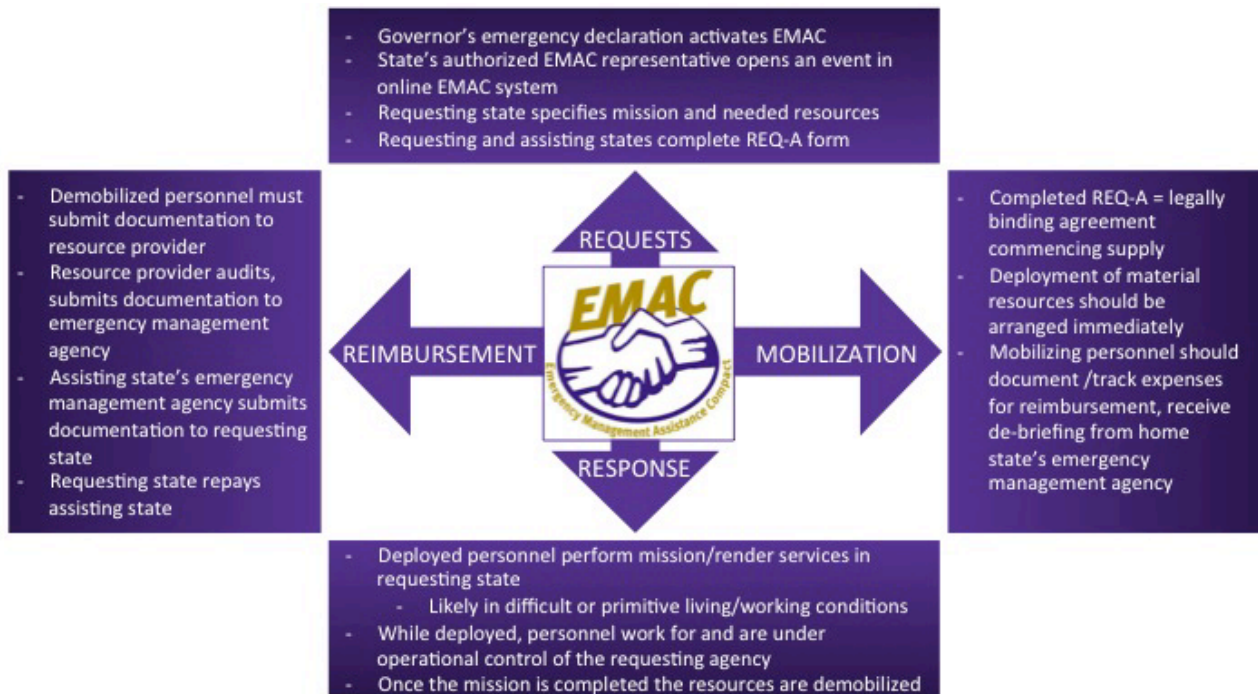 - Governor's emergency declaration activates EMAC
- State's authorized EMAC representative opens an event in
online EMAC system
- Requesting state specifies mission and needed resources
- Requesting and assisting states complete REQ-A form
- Demobilized personnel must
submit documentation to
resource provider
- Resource provider audits,
submits documentation to
emergency management
agency
- Assisting state's emergency
management agency submits
documentation to requesting
state
- Requesting state repays
assisting state
REQUESTS
REIMBURSEMENT
EMAC
Emergency Management Assistance Compact
MOBILIZATION
RESPONSE
- Completed REQ-A = legally
binding agreement
commencing supply
- Deployment of material
resources should be
arranged immediately
- Mobilizing personnel should
document /track expenses
for reimbursement, receive
de-briefing from home
state's emergency
management agency
- Deployed personnel perform mission/render services in
requesting state
- Likely in difficult or primitive living/working conditions
- While deployed, personnel work for and are under
operational control of the requesting agency
- Once the mission is completed the resources are demobilized